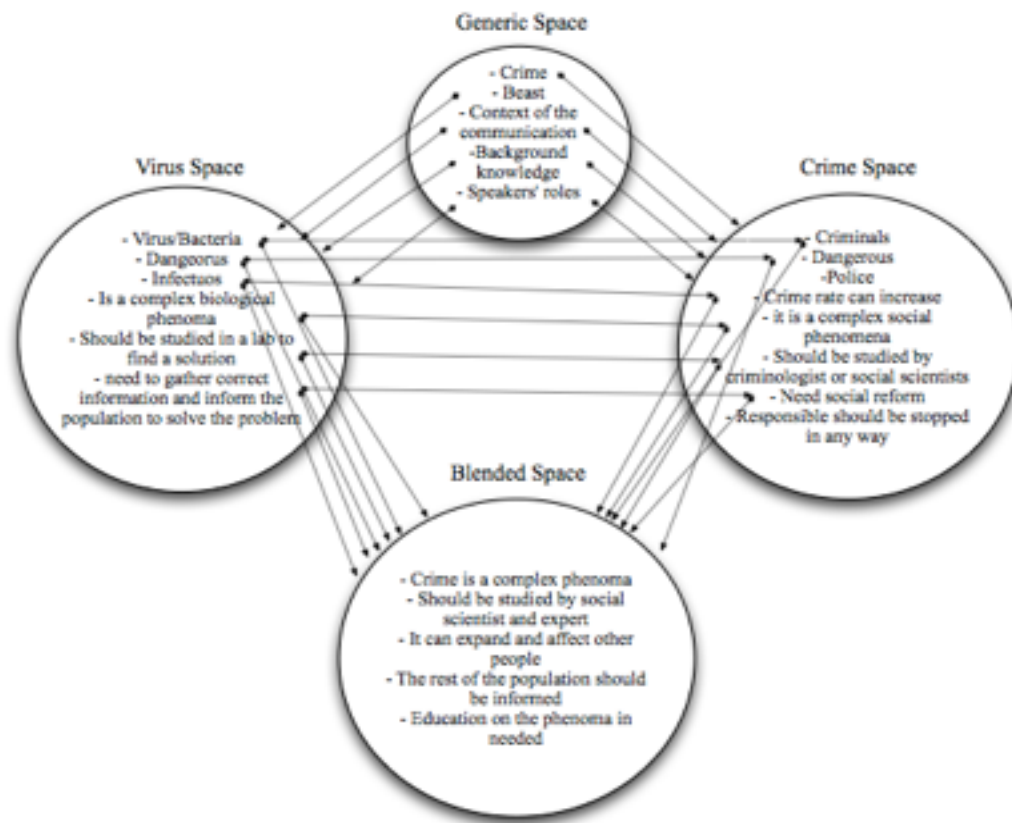 Generic Space
- Crime
- Beast
- Context of the
communication
-Background
knowledge
- Speakers' roles
Virus Space
- Virus/Bacteria
- Dangeorus
- Infectuos
- Is a complex biological
phenoma
- Should be studied in a lab to
find a solution
- need to gather correct
information and inform the
population to solve the problem
Crime Space
- Criminals
- Dangerous
-Police
- Crime rate can increase
- it is a complex social
phenomena
- Should be studied by
criminologist or social scientists
- Need social reform
- Responsible should be stopped
in any way
Blended Space
- Crime is a complex phenoma
- Should be studied by social
scientist and expert
- It can expand and affect other
people
- The rest of the population should
be informed
- Education on the phenoma in
needed